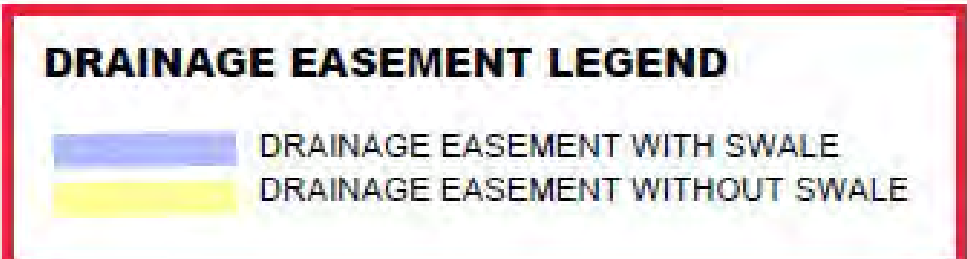 DRAINAGE EASEMENT LEGEND
DRAINAGE EASEMENT WITH SWALE
DRAINAGE EASEMENT WITHOUT SWALE